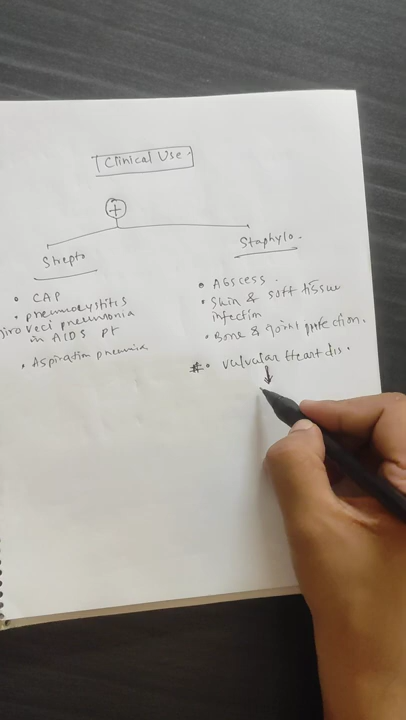 Clinical Use.
+
Strepto
• CAP
• pneumocystitis
jiro veci pneumonia
in AIDS pt
• Aspiration pneumia
Staphylo.
• Abscess.
• Skin & soft tissue
infection
• Bone & joint infection.
#• valvular Heart dis.